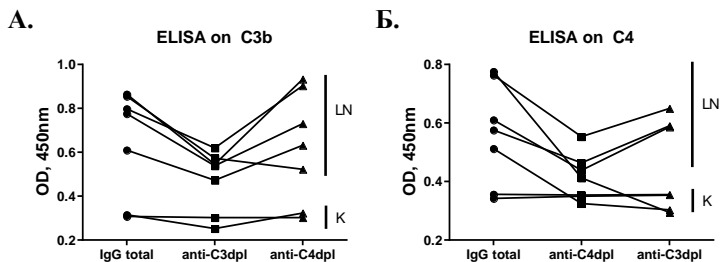 А.
ELISA on C3b
OD, 450nm
1.0
0.8
0.6
0.4
0.2
IgG total
anti-C3dpl
anti-C4dpl
LN
K
Б.
ELISA on C4
OD, 450nm
0.8
0.6
0.4
0.2
IgG total
anti-C4dpl
anti-C3dpl
LN
K